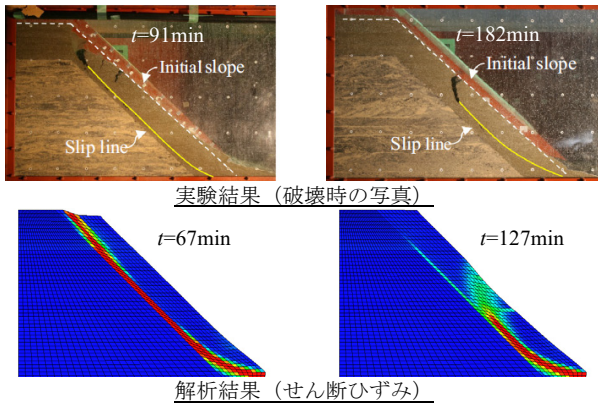 t=91min
Initial slope
Slip line
t=182min
Initial slope
Slip line
実験結果（破壊時の写真）
t=67min
t=127min
解析結果（せん断ひずみ）